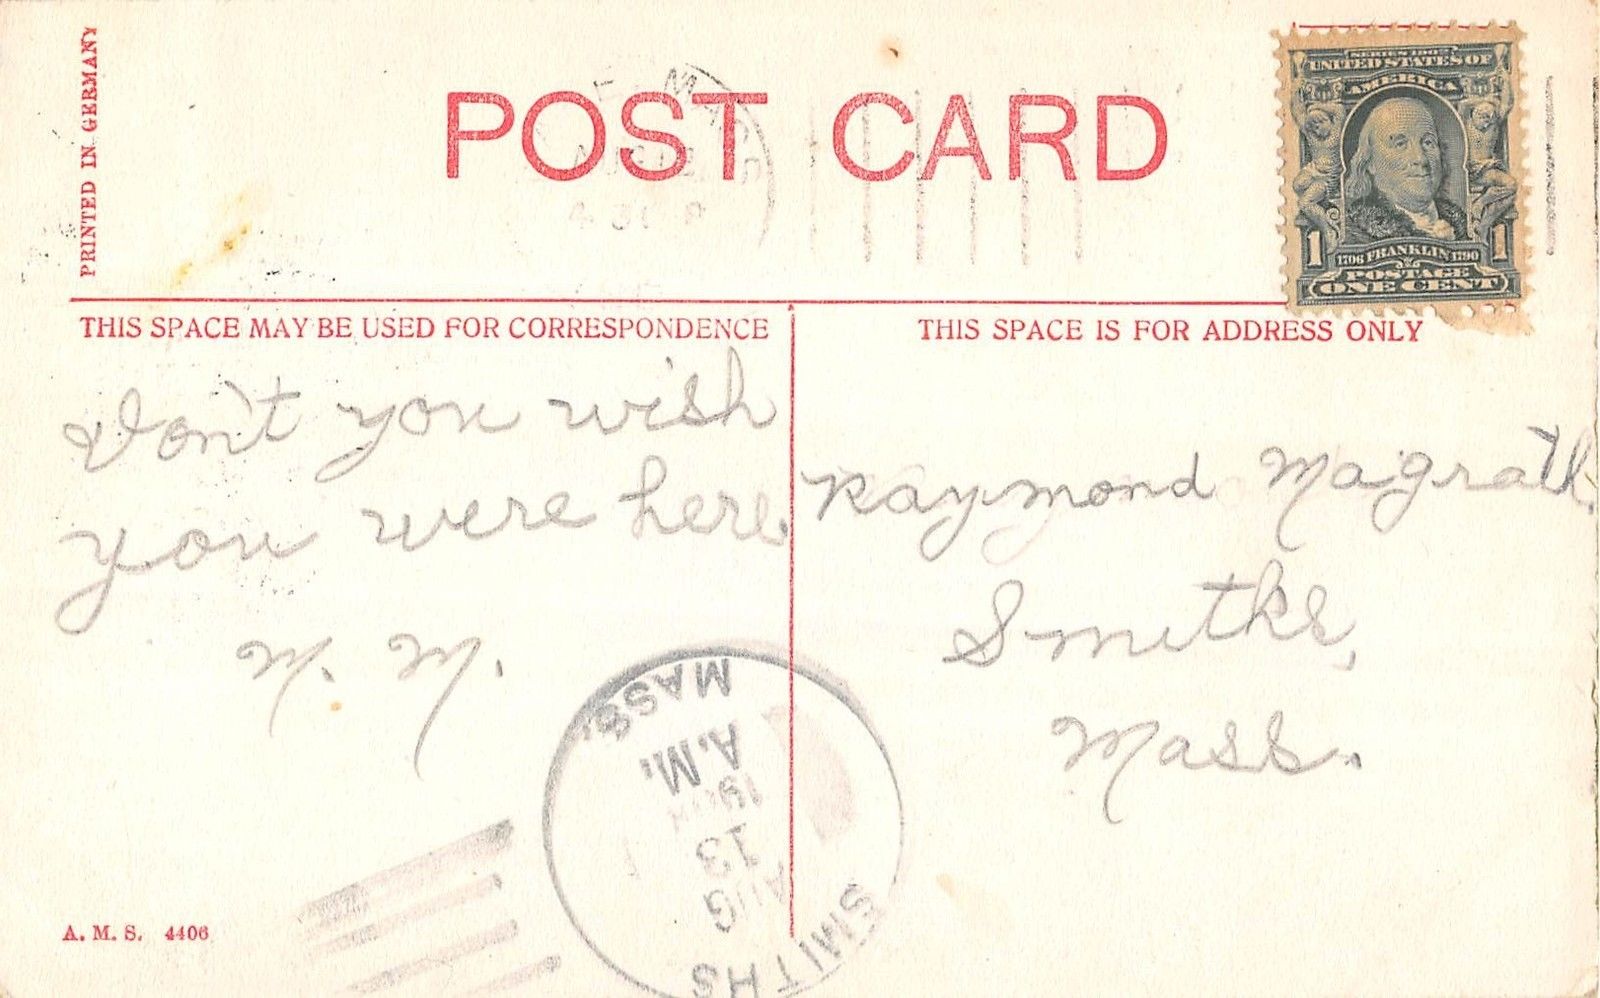 PRINTED IN GERMANY
POST CARD
SERIES 1902
UNITED STATES OF
AMERICA
1 1706 FRANKLIN 1790 1
POSTAGE
ONE CENT
THIS SPACE MAY BE USED FOR CORRESPONDENCE
THIS SPACE IS FOR ADDRESS ONLY
Don't you wish
you were here.
M. M.
Raymond Magrath.
Smiths,
Mass.
SMITHS
AUG
13
A.M.
MASS.
A. M. S. 4406